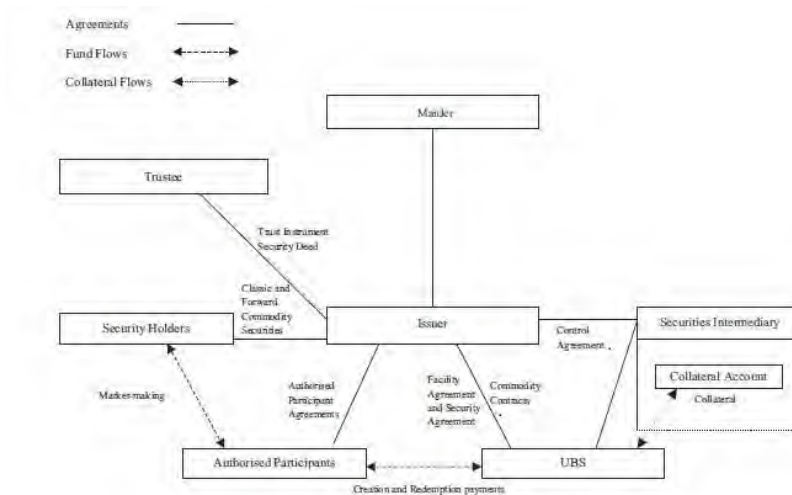 Agreements
Fund Flows
Collateral Flows
Manler
Trustee
Trust Instrument
Security Deed
Classic and
Forward
Commodity
Securities
Security Holders
Issuer
Securities Intermediary
Control
Agreement
Collateral Account
Collateral
Market-making
Authorised
Participant
Agreements
Facility
Agreement
and Security
Agreement
Commodity
Contracts
Authorised Participants
UBS
Creation and Redemption payments